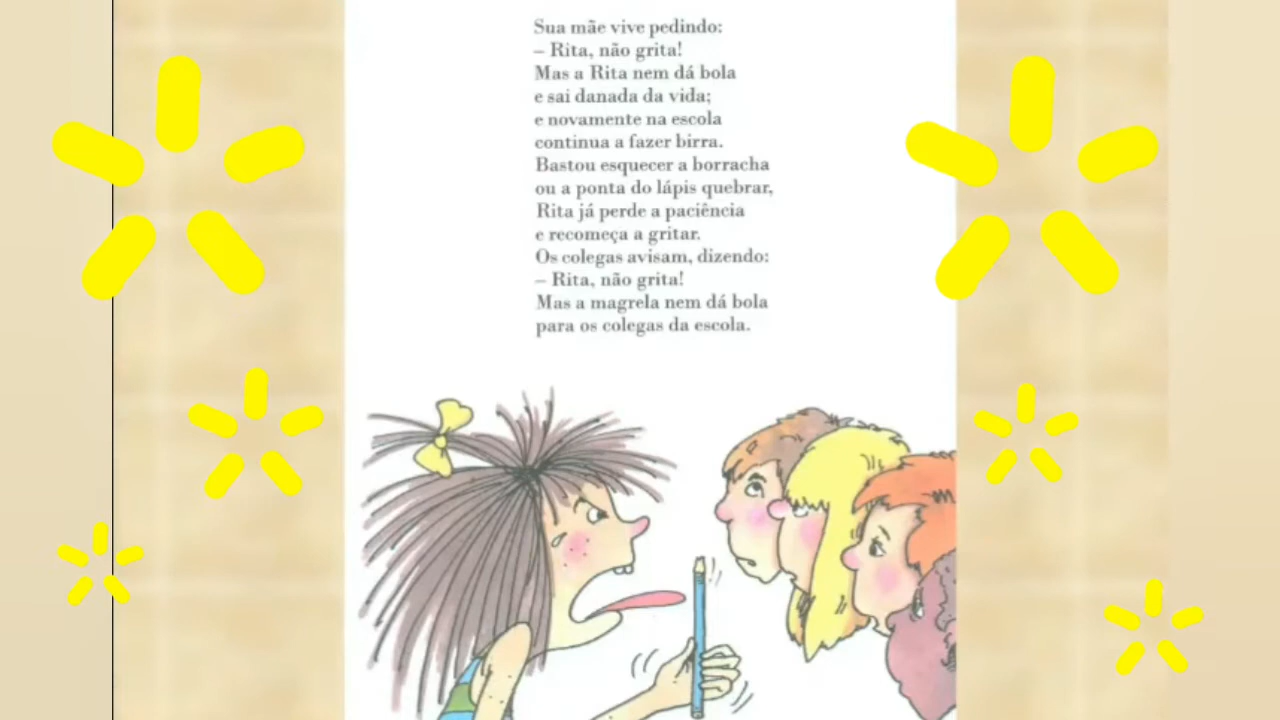 Sua mãe vive pedindo:
– Rita, não grita!
Mas a Rita nem dá bola
e sai danada da vida;
e novamente na escola
continua a fazer birra.
Bastou esquecer a borracha
ou a ponta do lápis quebrar,
Rita já perde a paciência
e recomeça a gritar.
Os colegas avisam, dizendo:
– Rita, não grita!
Mas a magrela nem dá bola
para os colegas da escola.